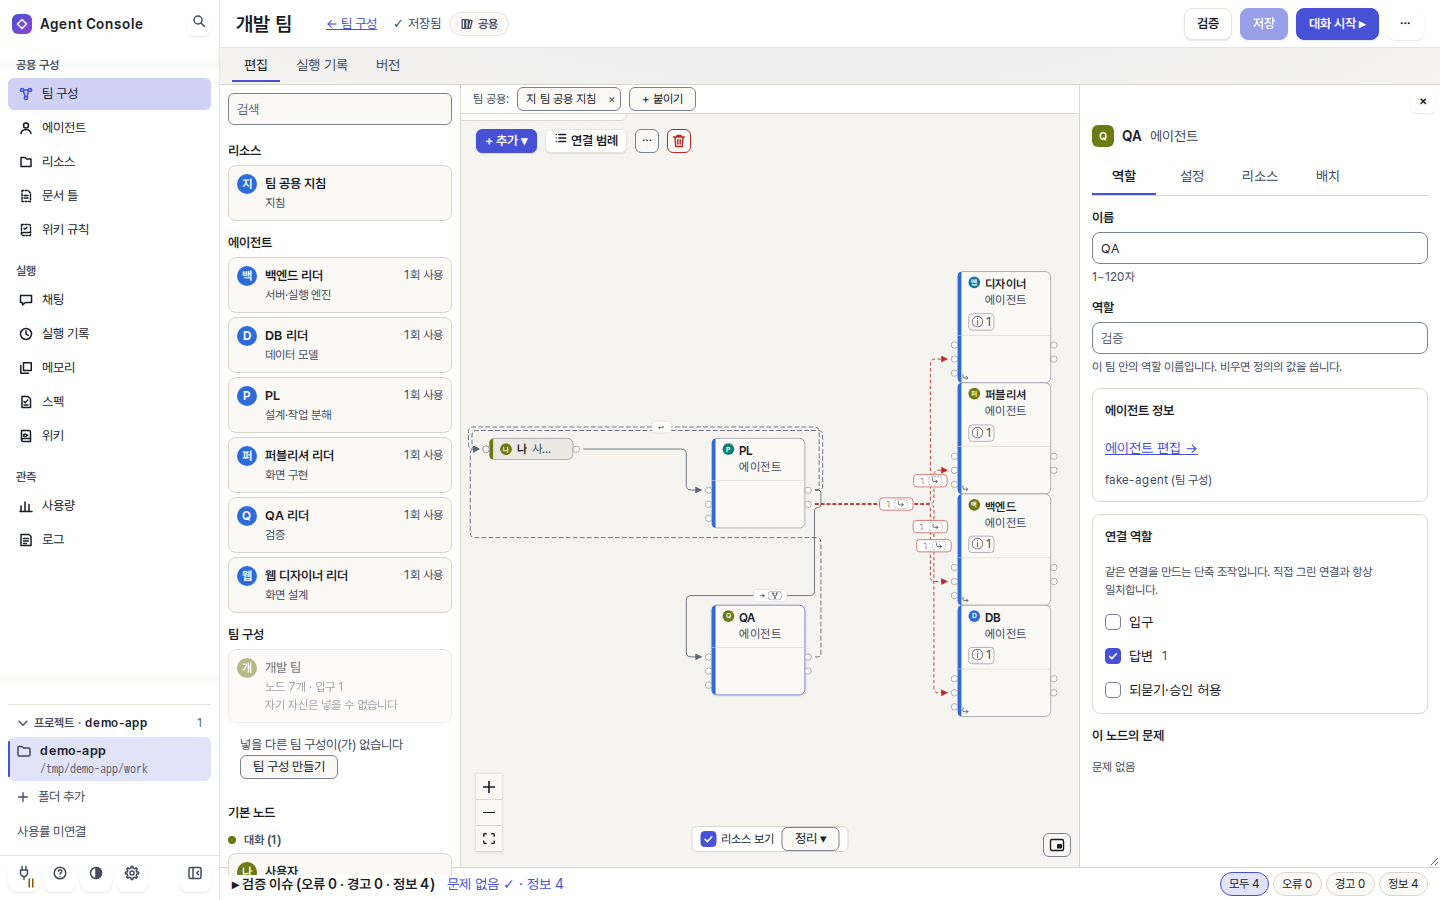 Agent Console
공용 구성
팀 구성
에이전트
리소스
문서 틀
위키 규칙
실행
채팅
실행 기록
메모리
스펙
위키
관측
사용량
로그
프로젝트 · demo-app 1
demo-app
/tmp/demo-app/work
폴더 추가
사용률 미연결
개발 팀
← 팀 구성
✓ 저장됨
공용
검증
저장
대화 시작 ▶
···
편집
실행 기록
버전
검색
리소스
지 팀 공용 지침
지침
에이전트
백 백엔드 리더 1회 사용
서버·실행 엔진
D DB 리더 1회 사용
데이터 모델
P PL 1회 사용
설계·작업 분해
퍼 퍼블리셔 리더 1회 사용
화면 구현
Q QA 리더 1회 사용
검증
웹 웹 디자이너 리더 1회 사용
화면 설계
팀 구성
개 개발 팀
노드 7개 · 입구 1
자기 자신은 넣을 수 없습니다
넣을 다른 팀 구성이(가) 없습니다
팀 구성 만들기
기본 노드
대화 (1)
나 사용자
팀 공용:
지 팀 공용 지침 ×
+ 붙이기
+ 추가 ▾
연결 범례
···
나 나 사...
P PL
에이전트
Q QA
에이전트
웹 디자이너
에이전트
1
퍼 퍼블리셔
에이전트
1
백 백엔드
에이전트
1
D DB
에이전트
1
리소스 보기
정리 ▾
×
Q QA 에이전트
역할
설정
리소스
배치
이름
QA
1~120자
역할
검증
이 팀 안의 역할 이름입니다. 비우면 정의의 값을 씁니다.
에이전트 정보
에이전트 편집 →
fake-agent (팀 구성)
연결 역할
같은 연결을 만드는 단축 조작입니다. 직접 그린 연결과 항상
일치합니다.
입구
답변 1
되묻기·승인 허용
이 노드의 문제
문제 없음
▶ 검증 이슈 (오류 0 · 경고 0 · 정보 4) 문제 없음 ✓ · 정보 4
모두 4
오류 0
경고 0
정보 4